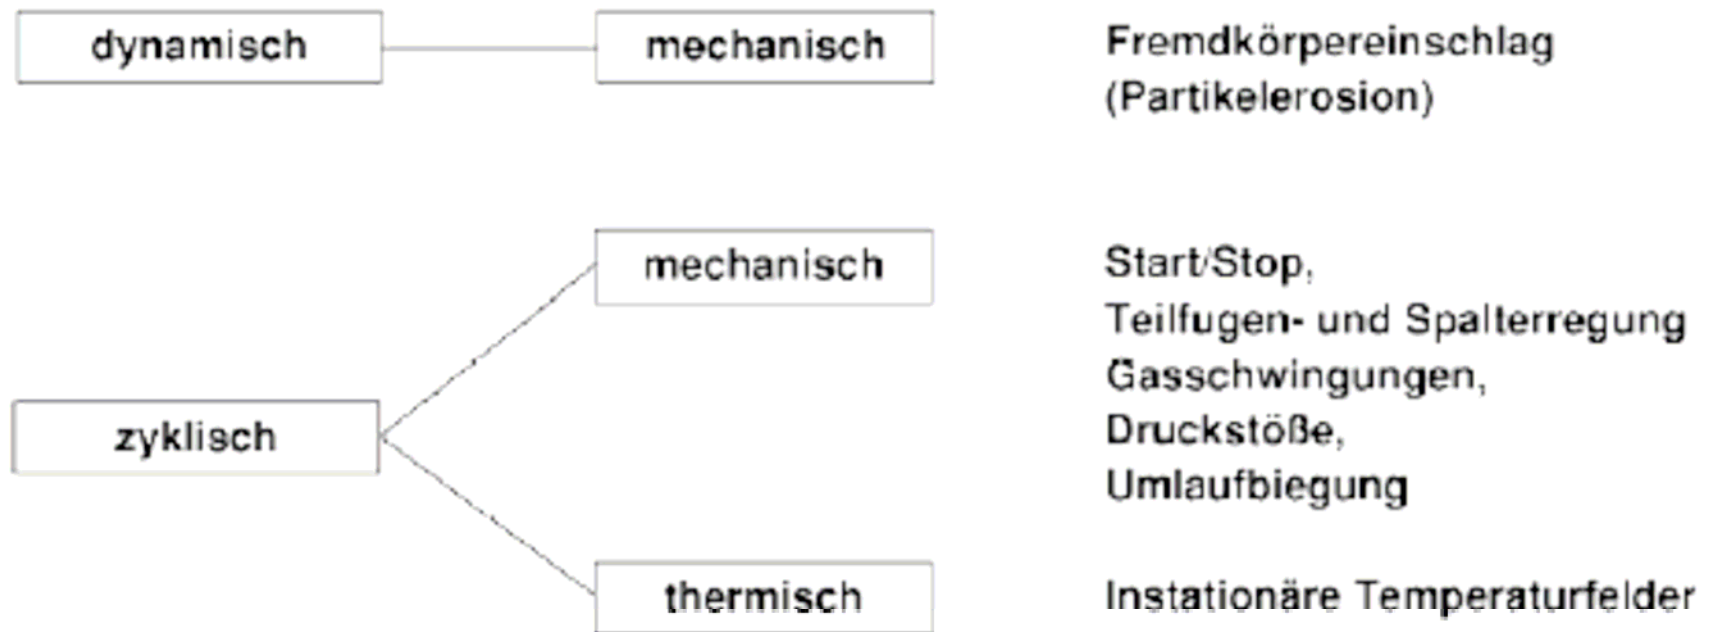 dynamisch
mechanisch
Fremdkörpereinschlag
(Partikelerosion)
mechanisch
Start/Stop,
Teilfugen- und Spalterregung
Gasschwingungen,
zyklisch
Druckstöße,
Umlaufbiegung
thermisch
Instationäre Temperaturfelder